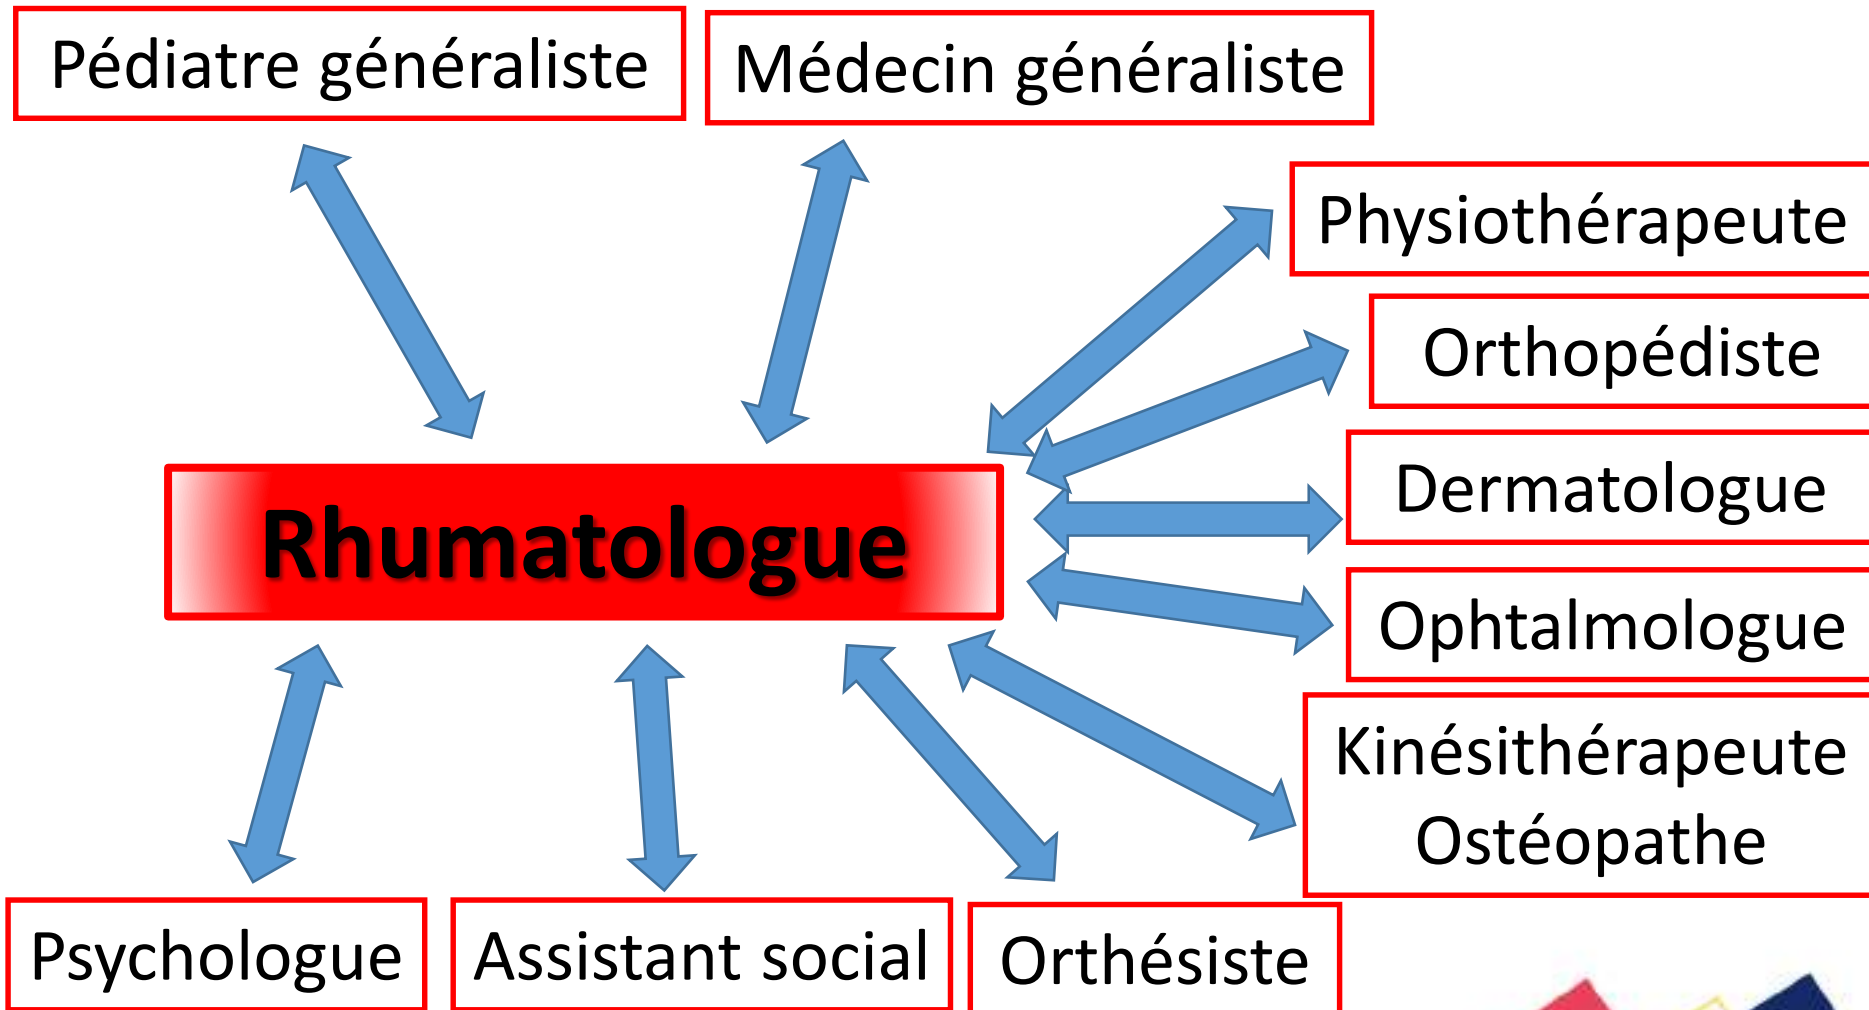 Pédiatre généraliste
Médecin généraliste
Physiothérapeute
Orthopédiste
Dermatologue
Rhumatologue
Ophtalmologue
Kinésithérapeute
Ostéopathe
Psychologue
Assistant social
Orthésiste